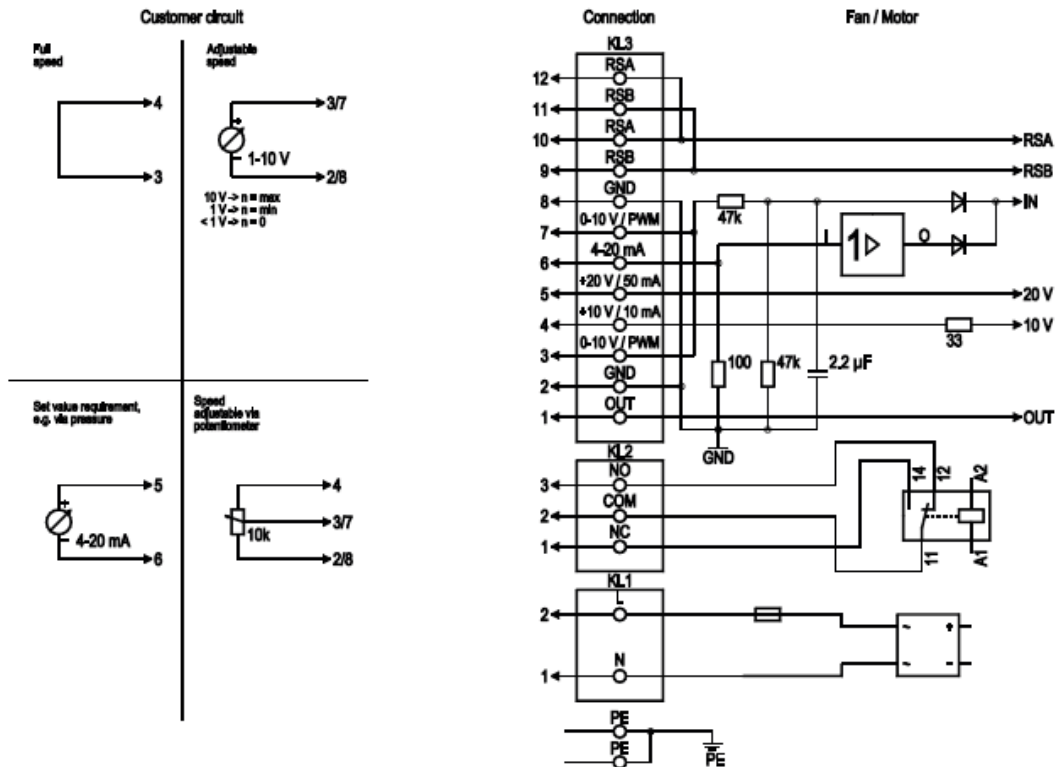 Customer circuit
Connection
Fan / Motor
Full
speed
Adjustable
speed
4
3
3/7
+
-
1-10 V
2/8
10 V -> n = max
1 V -> n = min
< 1 V -> n = 0
Set value requirement,
e.g. via pressure
Speed
adjustable via
potentiometer
5
+
-
4-20 mA
6
4
3/7
10k
2/8
KL3
12 RSA
11 RSB
10 RSA
RSA
9 RSB
RSB
8 GND
47k
IN
7 0-10 V / PWM
I 1 O
6 4-20 mA
5 +20 V / 50 mA
20 V
4 +10 V / 10 mA
33
10 V
3 0-10 V / PWM
100
47k
2.2 µF
2 GND
1 OUT
OUT
GND
KL2
3 NO
2 COM
1 NC
14
12
A2
11
A1
KL1
2 L
1 N
~ +
~ -
PE
PE
PE